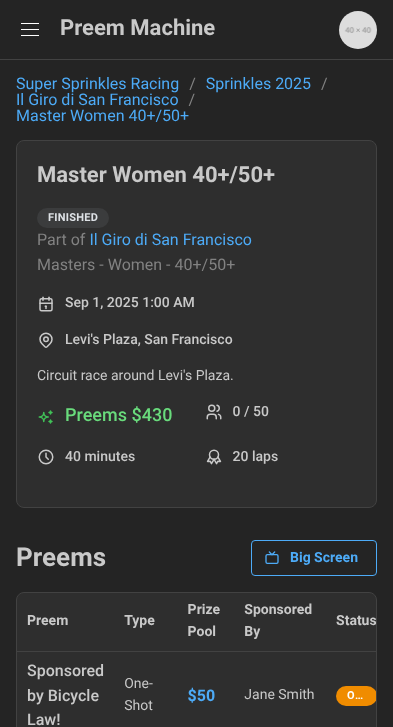 Preem Machine
40 × 40
Super Sprinkles Racing / Sprinkles 2025 /
Il Giro di San Francisco /
Master Women 40+/50+
Master Women 40+/50+
FINISHED
Part of Il Giro di San Francisco
Masters - Women - 40+/50+
Sep 1, 2025 1:00 AM
Levi's Plaza, San Francisco
Circuit race around Levi's Plaza.
Preems $430
0 / 50
40 minutes
20 laps
Preems
Big Screen
Preem
Type
Prize
Pool
Sponsored
By
Status
Sponsored
by Bicycle
Law!
One-
Shot
$50
Jane Smith
O...